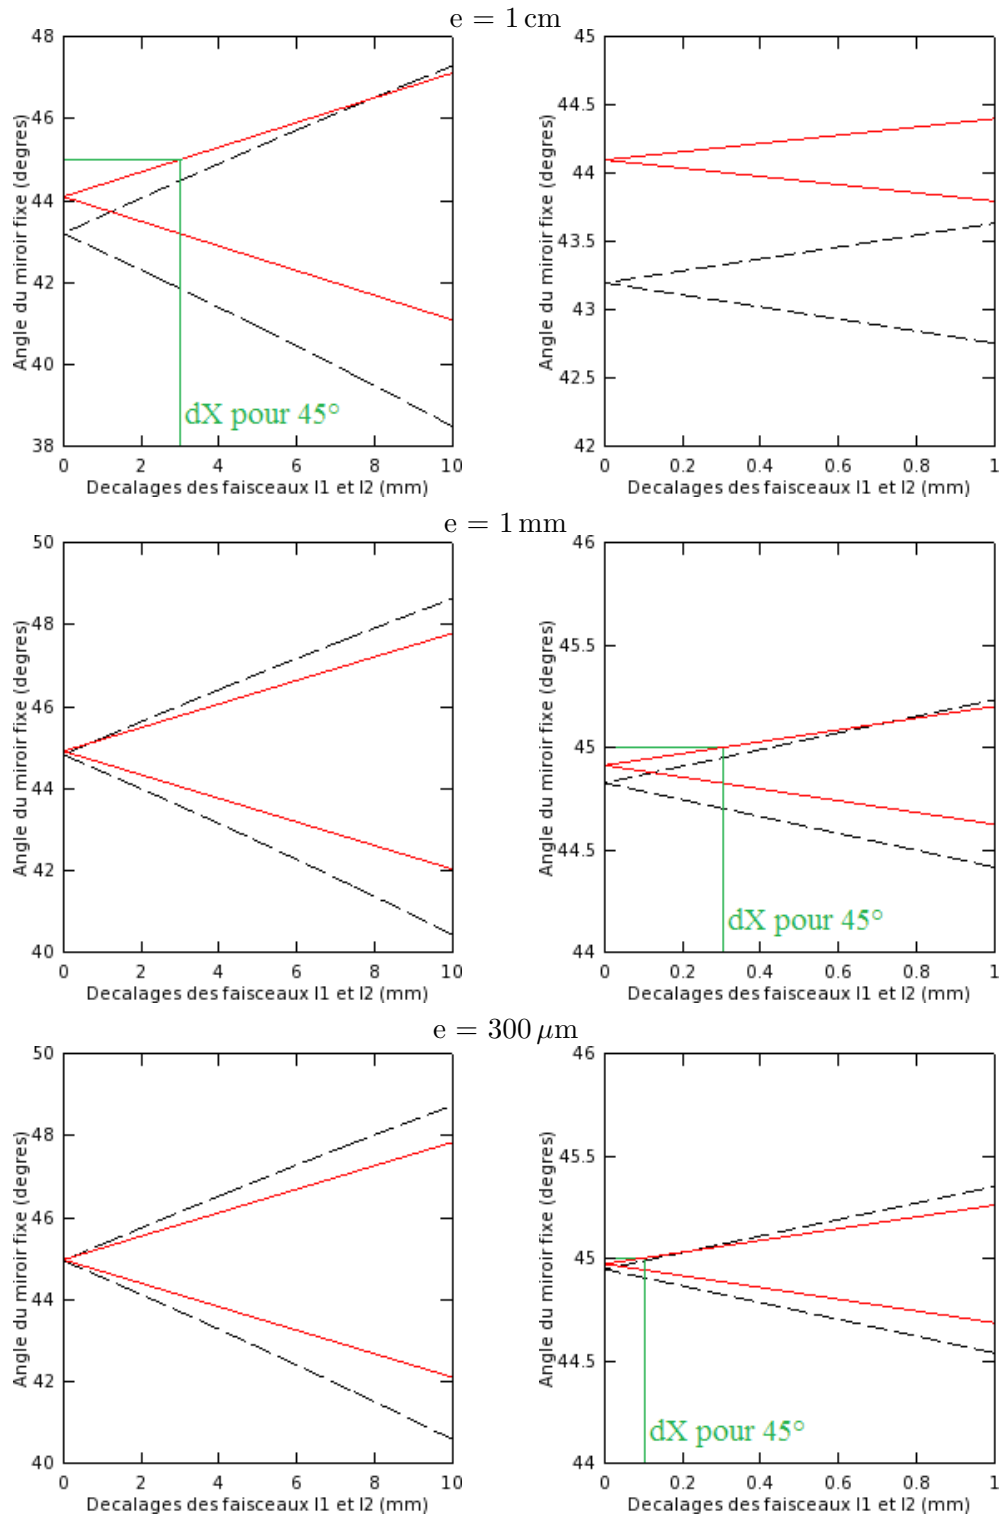 e = 1 cm
48
46
44
42
40
38
Angle du miroir fixe (degres)
dX pour 45°
0 2 4 6 8 10
Decalages des faisceaux I1 et I2 (mm)
45
44.5
44
43.5
43
42.5
42
Angle du miroir fixe (degres)
0 0.2 0.4 0.6 0.8 1
Decalages des faisceaux I1 et I2 (mm)
e = 1 mm
50
48
46
44
42
40
Angle du miroir fixe (degres)
0 2 4 6 8 10
Decalages des faisceaux I1 et I2 (mm)
46
45.5
45
44.5
44
Angle du miroir fixe (degres)
dX pour 45°
0 0.2 0.4 0.6 0.8 1
Decalages des faisceaux I1 et I2 (mm)
e = 300 μm
50
48
46
44
42
40
Angle du miroir fixe (degres)
0 2 4 6 8 10
Decalages des faisceaux I1 et I2 (mm)
46
45.5
45
44.5
44
Angle du miroir fixe (degres)
dX pour 45°
0 0.2 0.4 0.6 0.8 1
Decalages des faisceaux I1 et I2 (mm)